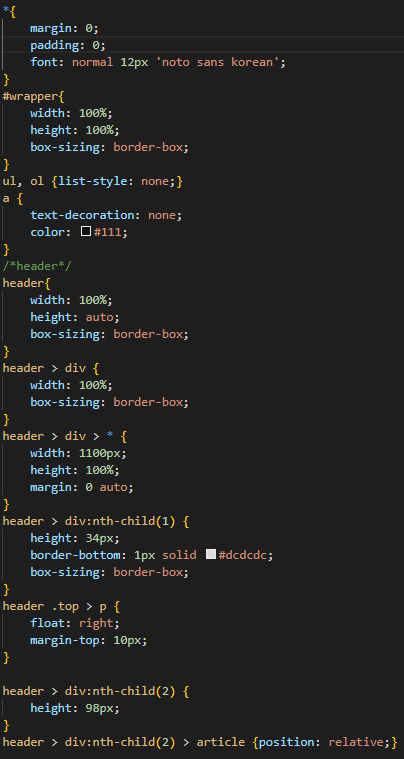 *{
    margin: 0;
    padding: 0;
    font: normal 12px 'noto sans korean';
}
#wrapper{
    width: 100%;
    height: 100%;
    box-sizing: border-box;
}
ul, ol {list-style: none;}
a {
    text-decoration: none;
    color: #111;
}
/*header*/
header{
    width: 100%;
    height: auto;
    box-sizing: border-box;
}
header > div {
    width: 100%;
    box-sizing: border-box;
}
header > div > * {
    width: 1100px;
    height: 100%;
    margin: 0 auto;
}
header > div:nth-child(1) {
    height: 34px;
    border-bottom: 1px solid #dcdcdc;
    box-sizing: border-box;
}
header .top > p {
    float: right;
    margin-top: 10px;
}

header > div:nth-child(2) {
    height: 98px;
}
header > div:nth-child(2) > article {position: relative;}